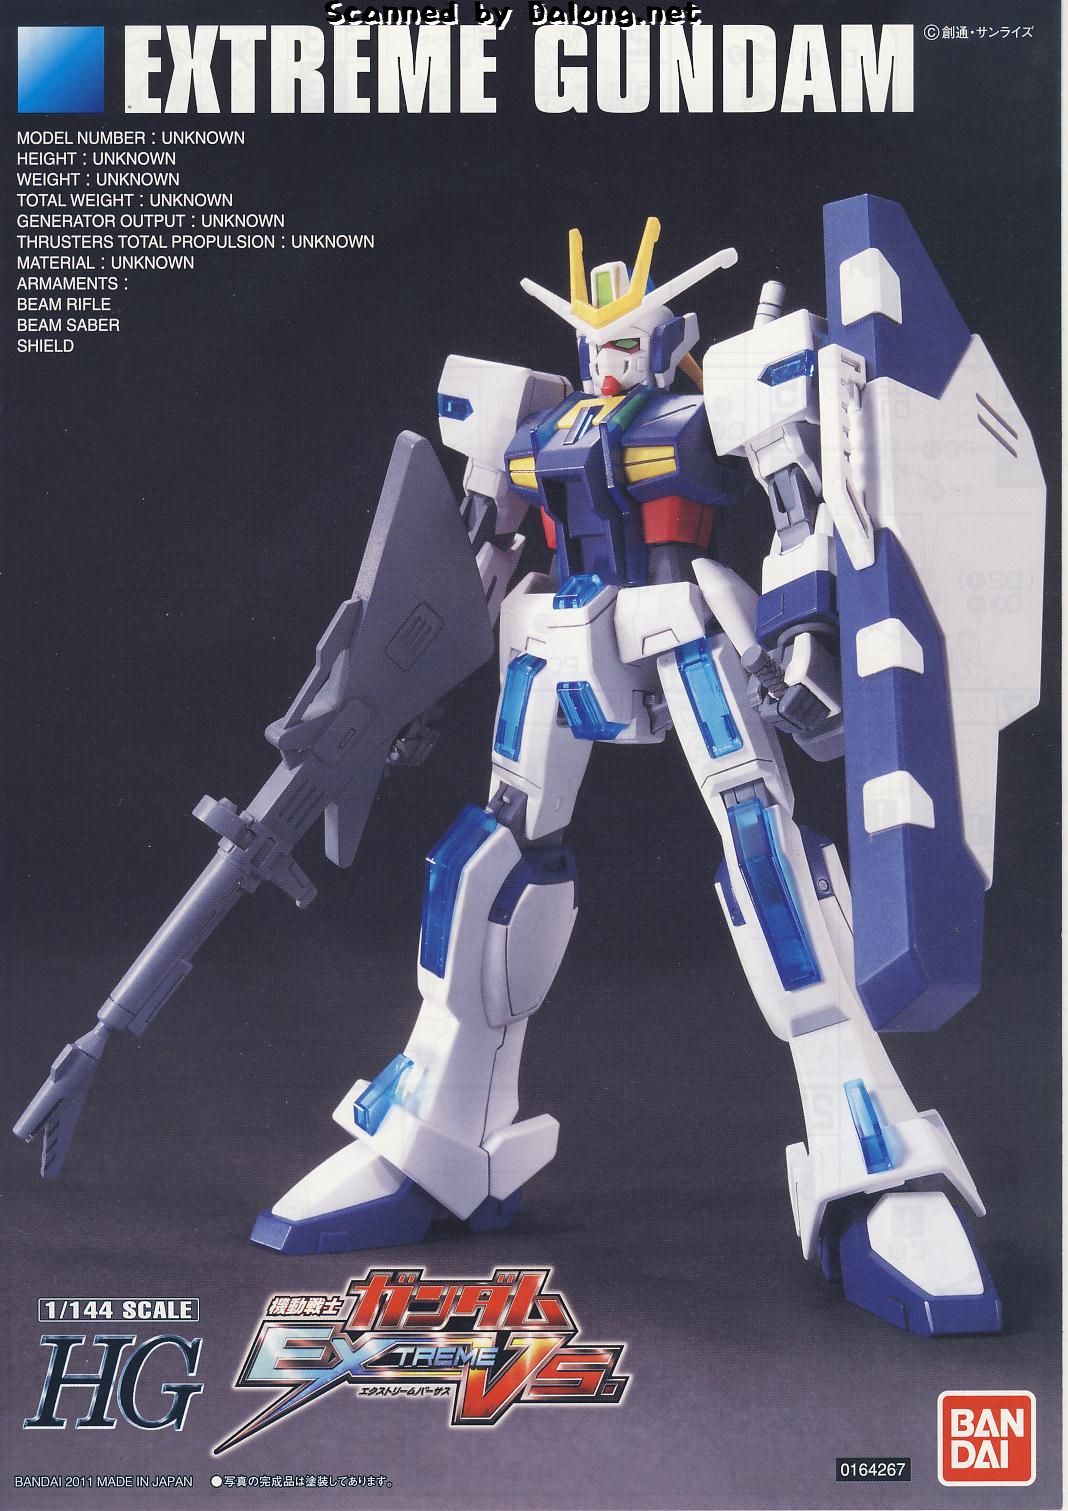 Scanned by Dalong.net
EXTREME GUNDAM
©創通・サンライズ
MODEL NUMBER：UNKNOWN
HEIGHT：UNKNOWN
WEIGHT：UNKNOWN
TOTAL WEIGHT：UNKNOWN
GENERATOR OUTPUT：UNKNOWN
THRUSTERS TOTAL PROPULSION：UNKNOWN
MATERIAL：UNKNOWN
ARMAMENTS：
BEAM RIFLE
BEAM SABER
SHIELD
1/144 SCALE
HG
機動戦士
ガンダム
EXTREME VS.
エクストリームバーサス
BAN
DAI
0164267
BANDAI 2011 MADE IN JAPAN ●写真の完成品は塗装してあります。